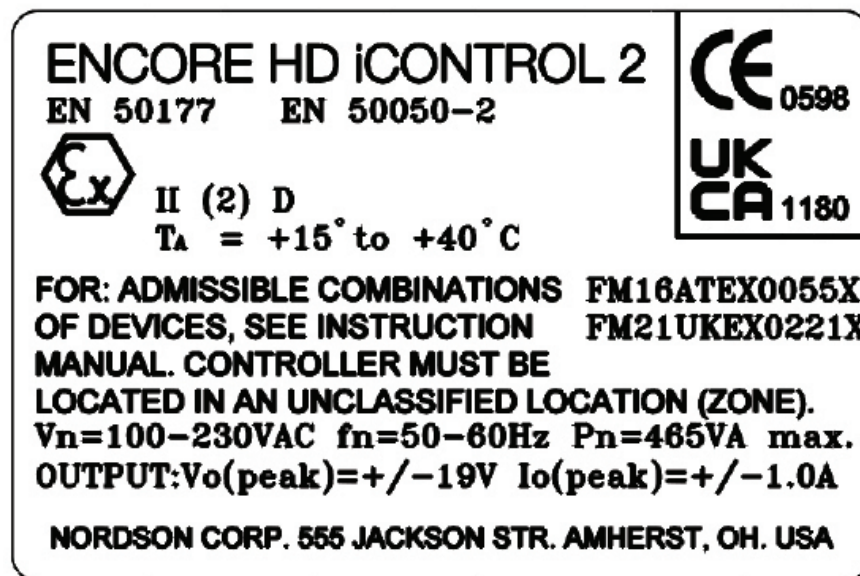 ENCORE HD iCONTROL 2
EN 50177 EN 50050-2
CE 0598
UK
CA 1180
Ex
II (2) D
TA = +15° to +40°C
FOR: ADMISSIBLE COMBINATIONS FM16ATEX0055X
OF DEVICES, SEE INSTRUCTION FM21UKEX0221X
MANUAL. CONTROLLER MUST BE
LOCATED IN AN UNCLASSIFIED LOCATION (ZONE).
Vn=100-230VAC fn=50-60Hz Pn=465VA max.
OUTPUT:Vo(peak)=+/-19V Io(peak)=+/-1.0A
NORDSON CORP. 555 JACKSON STR. AMHERST, OH. USA